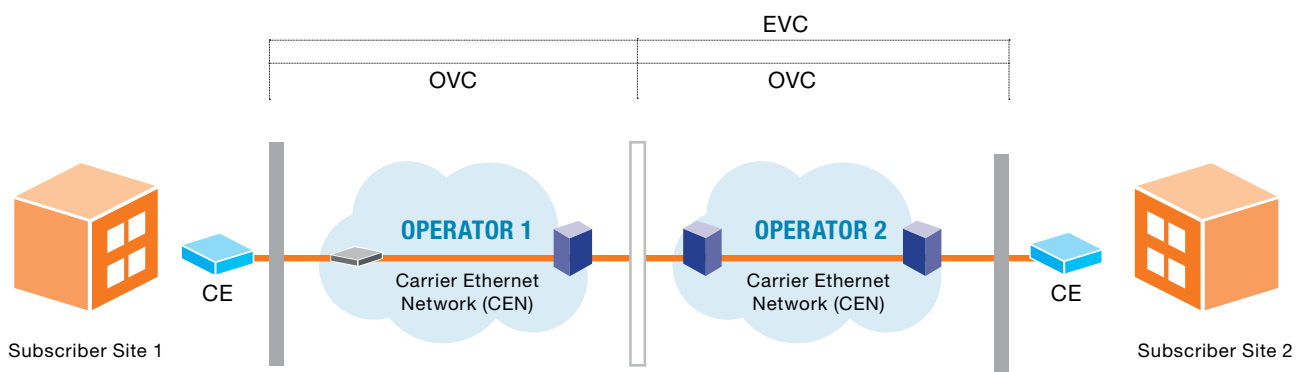 EVC
OVC
OVC
OPERATOR 1
OPERATOR 2
Carrier Ethernet
Network (CEN)
Carrier Ethernet
Network (CEN)
CE
CE
Subscriber Site 1
Subscriber Site 2